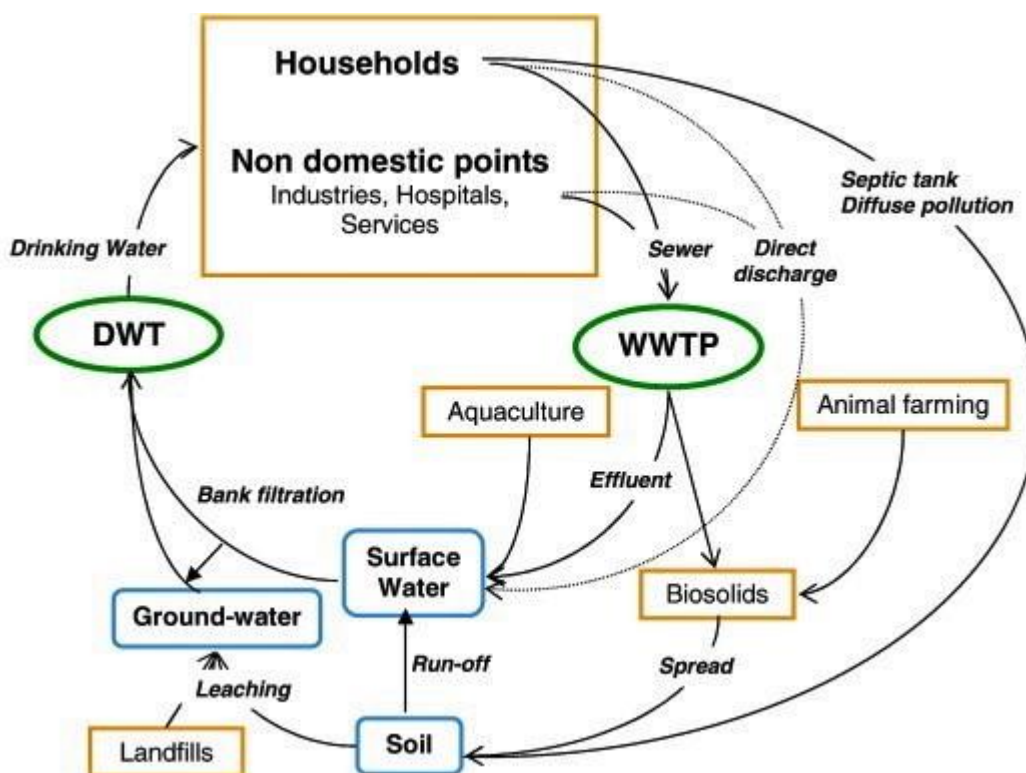 Households
Non domestic points
Industries, Hospitals,
Services
Septic tank
Diffuse pollution
Drinking Water
Sewer
Direct
discharge
DWT
WWTP
Aquaculture
Animal farming
Bank filtration
Effluent
Surface
Water
Biosolids
Ground-water
Run-off
Spread
Leaching
Landfills
Soil